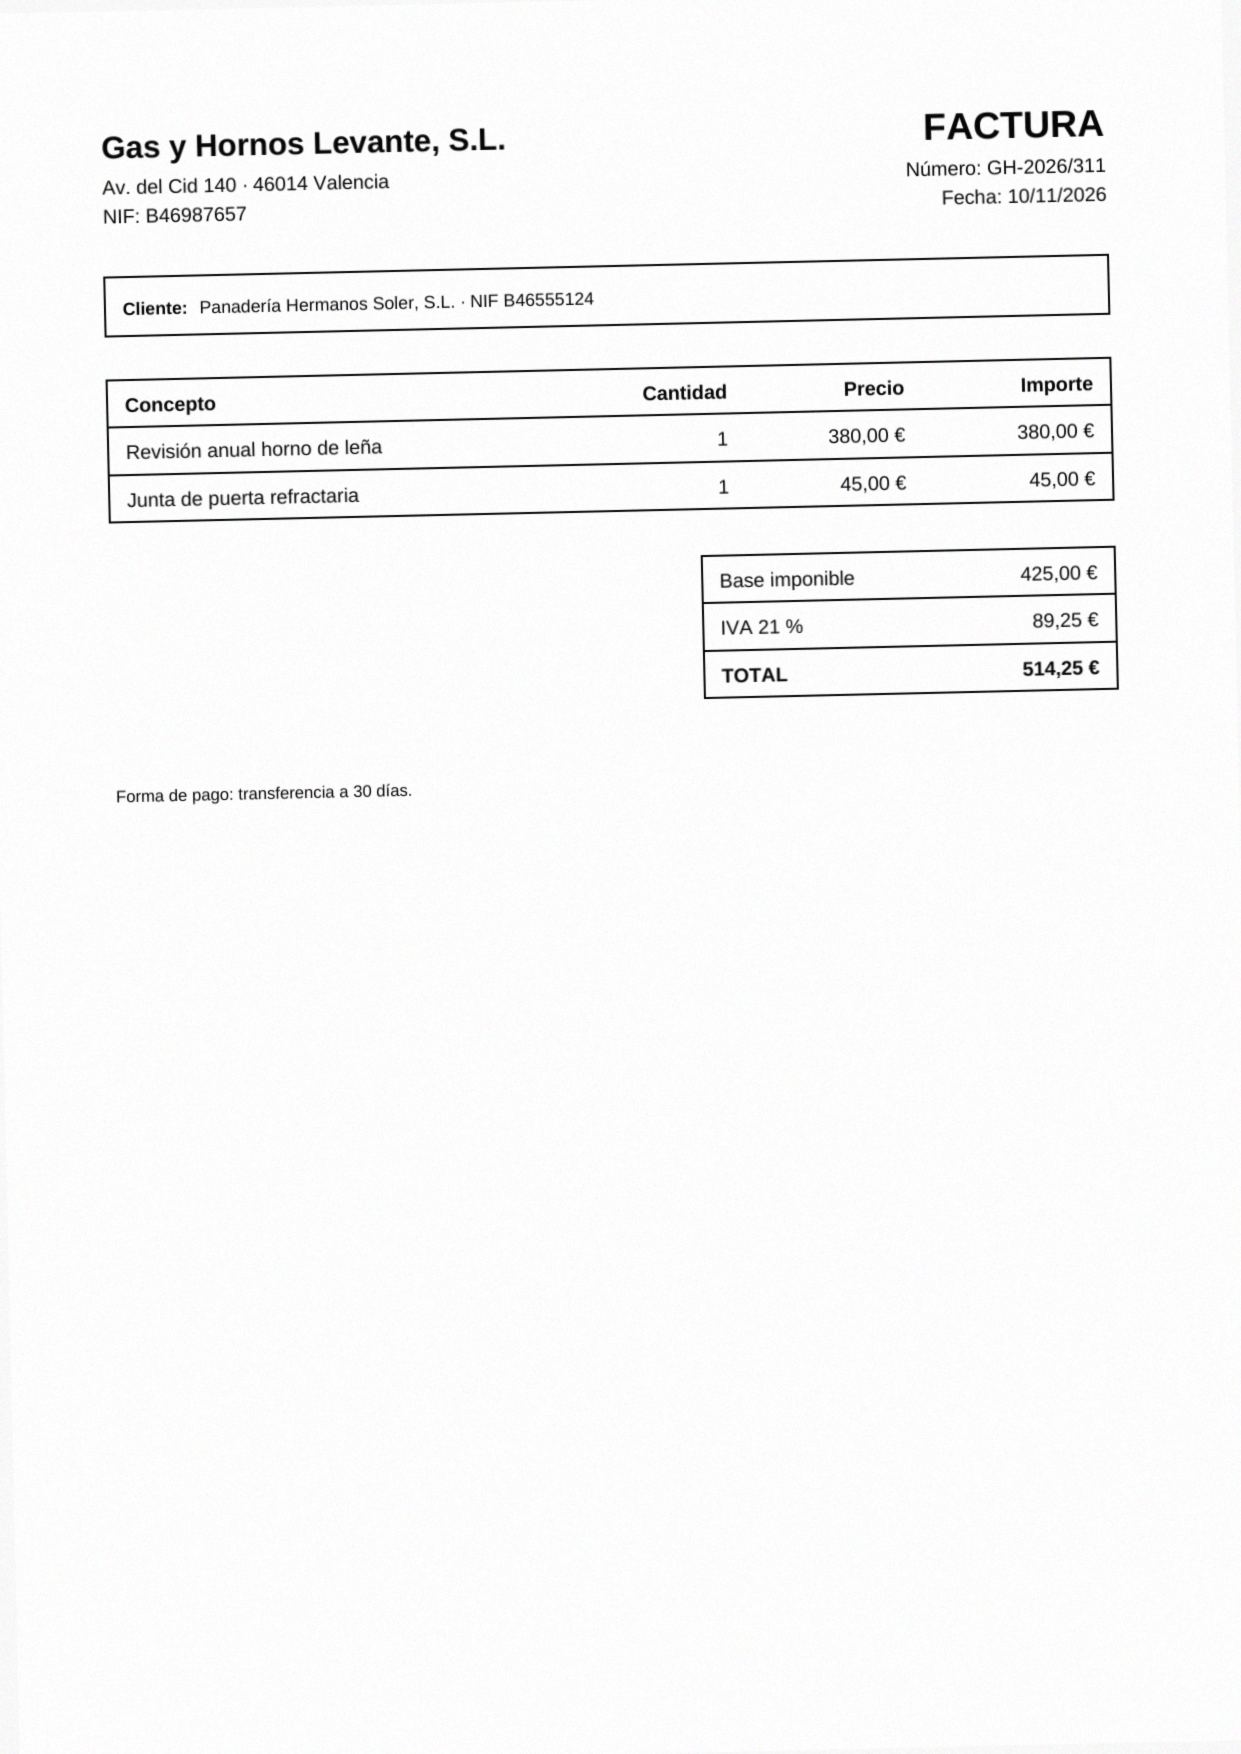 Gas y Hornos Levante, S.L.
Av. del Cid 140 · 46014 Valencia
NIF: B46987657
FACTURA
Número: GH-2026/311
Fecha: 10/11/2026
Cliente: Panadería Hermanos Soler, S.L. · NIF B46555124
Concepto Cantidad Precio Importe
Revisión anual horno de leña 1 380,00 € 380,00 €
Junta de puerta refractaria 1 45,00 € 45,00 €
Base imponible 425,00 €
IVA 21 % 89,25 €
TOTAL 514,25 €
Forma de pago: transferencia a 30 días.